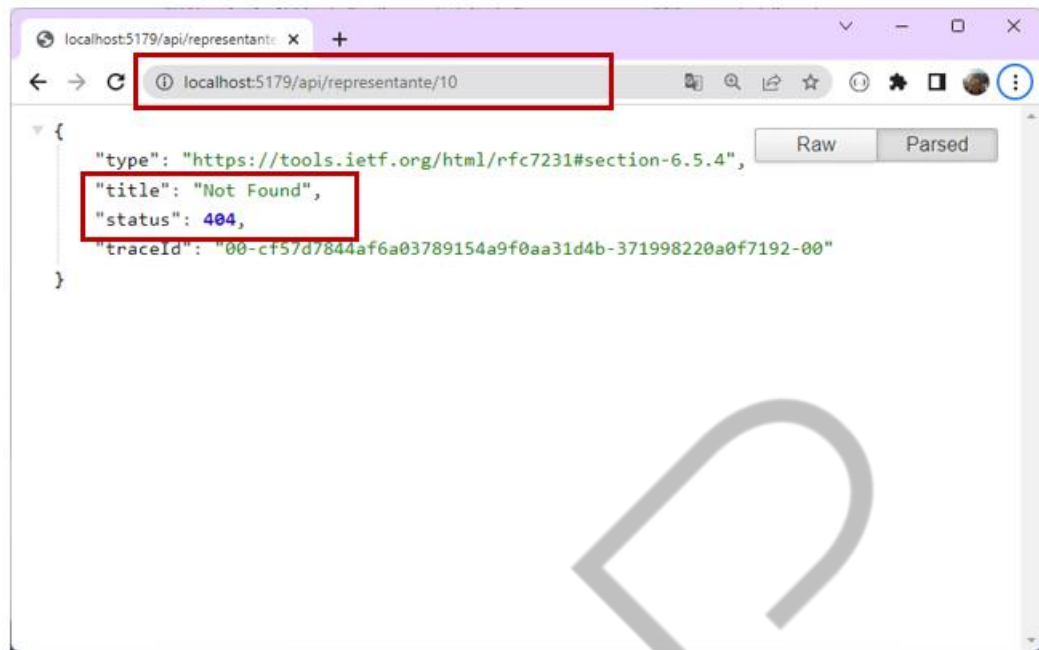 localhost:5179/api/representante
localhost:5179/api/representante/10
Raw
Parsed
{
"type": "https://tools.ietf.org/html/rfc7231#section-6.5.4",
"title": "Not Found",
"status": 404,
"traceId": "00-cf57d7844af6a03789154a9f0aa31d4b-371998220a0f7192-00"
}